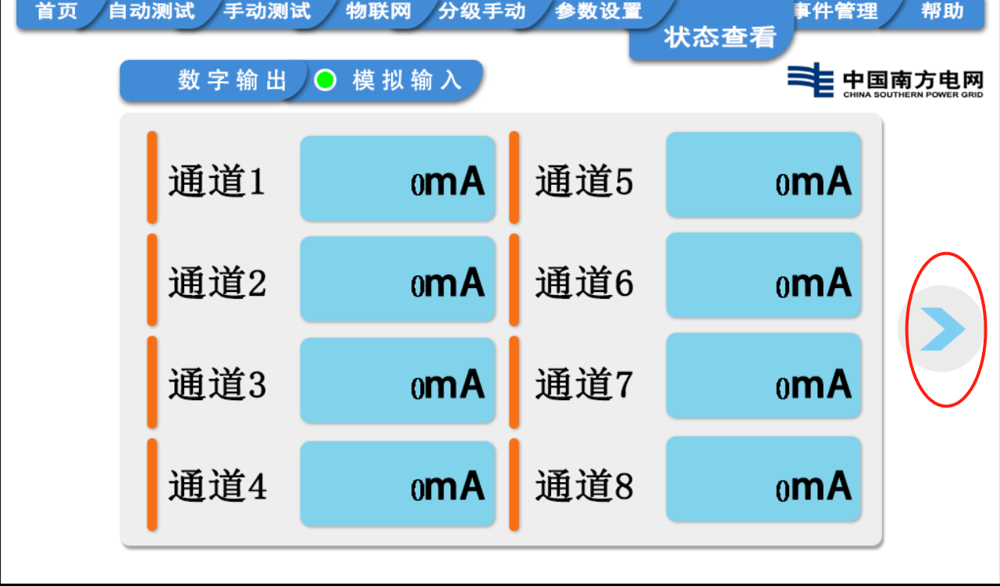 首页 自动测试 手动测试 物联网 分级手动 参数设置 状态查看 事件管理 帮助
数字输出 模拟输入
中国南方电网
CHINA SOUTHERN POWER GRID
通道1 0mA 通道5 0mA
通道2 0mA 通道6 0mA
通道3 0mA 通道7 0mA
通道4 0mA 通道8 0mA